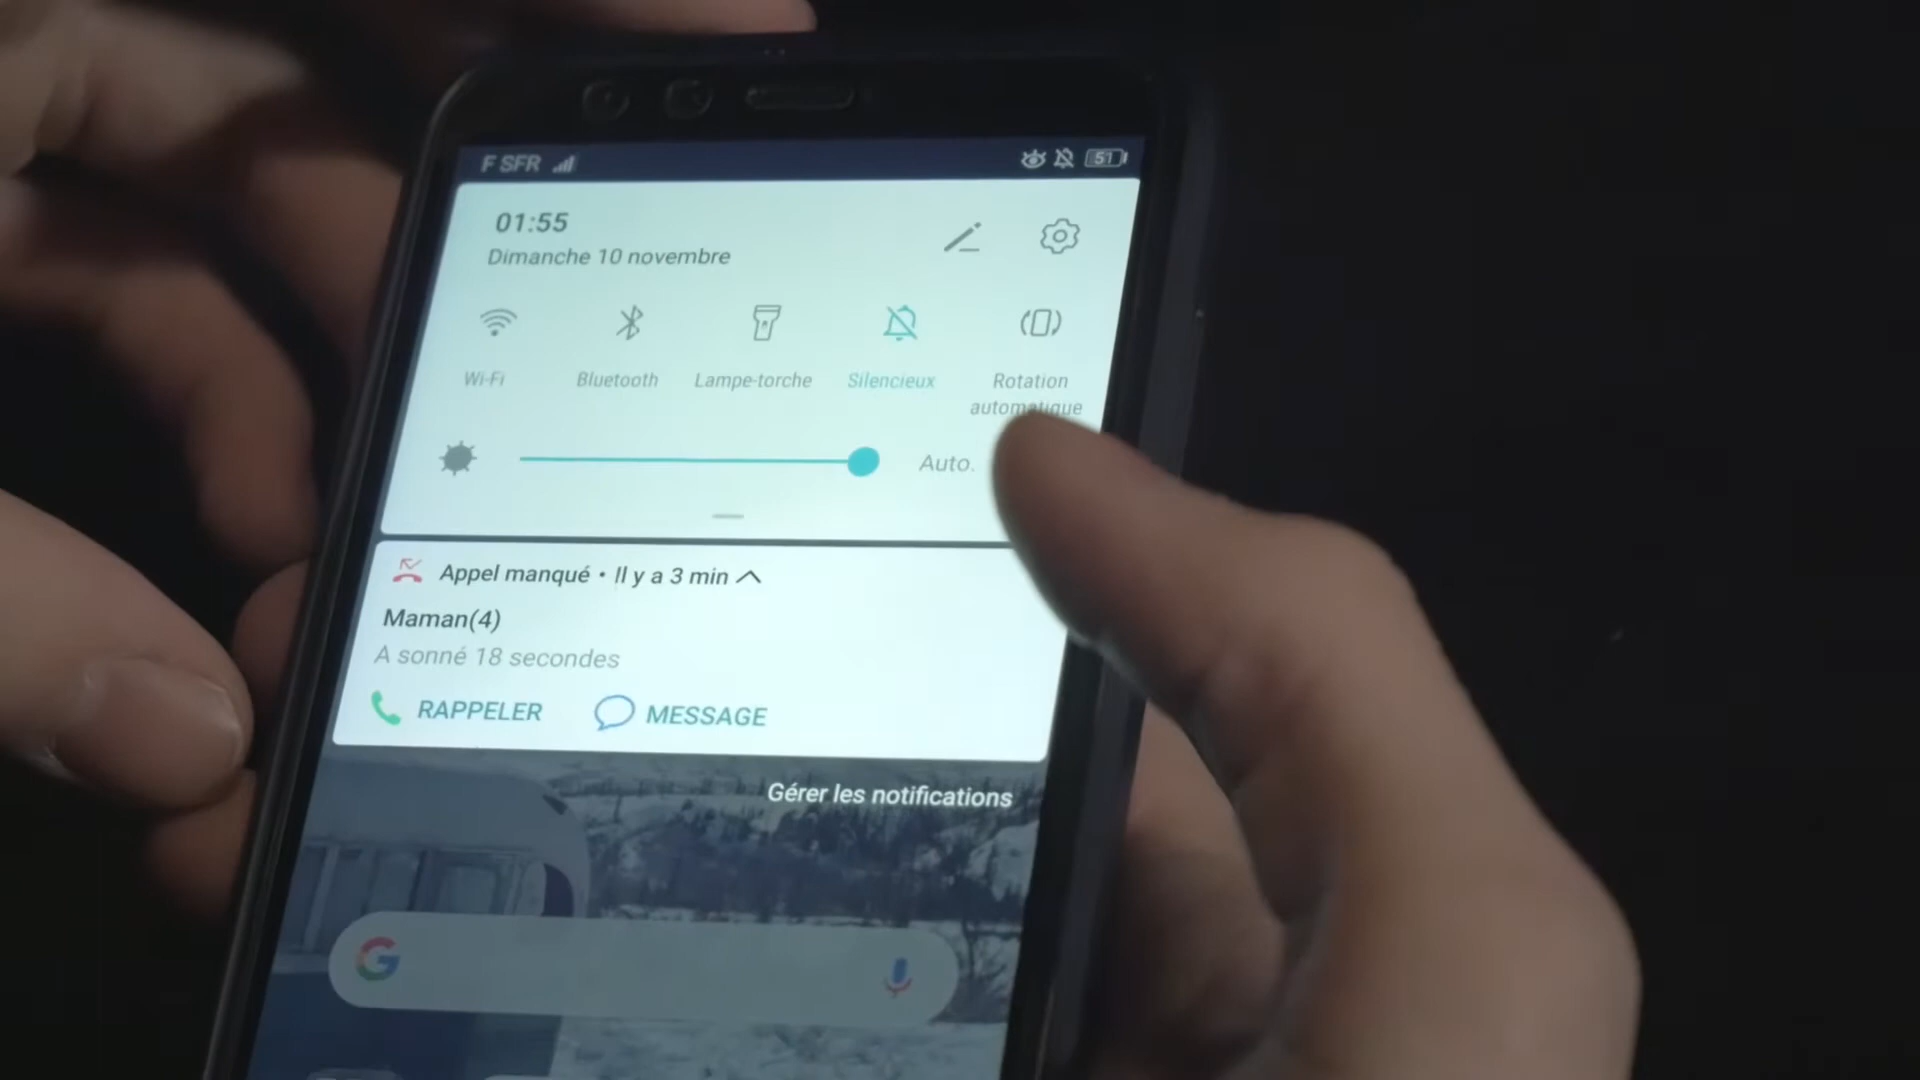 F SFR
51
01:55
Dimanche 10 novembre
Wi-Fi
Bluetooth
Lampe-torche
Silencieux
Rotation
automatique
Auto.
Appel manqué • Il y a 3 min
Maman(4)
A sonné 18 secondes
RAPPELER
MESSAGE
Gérer les notifications
G